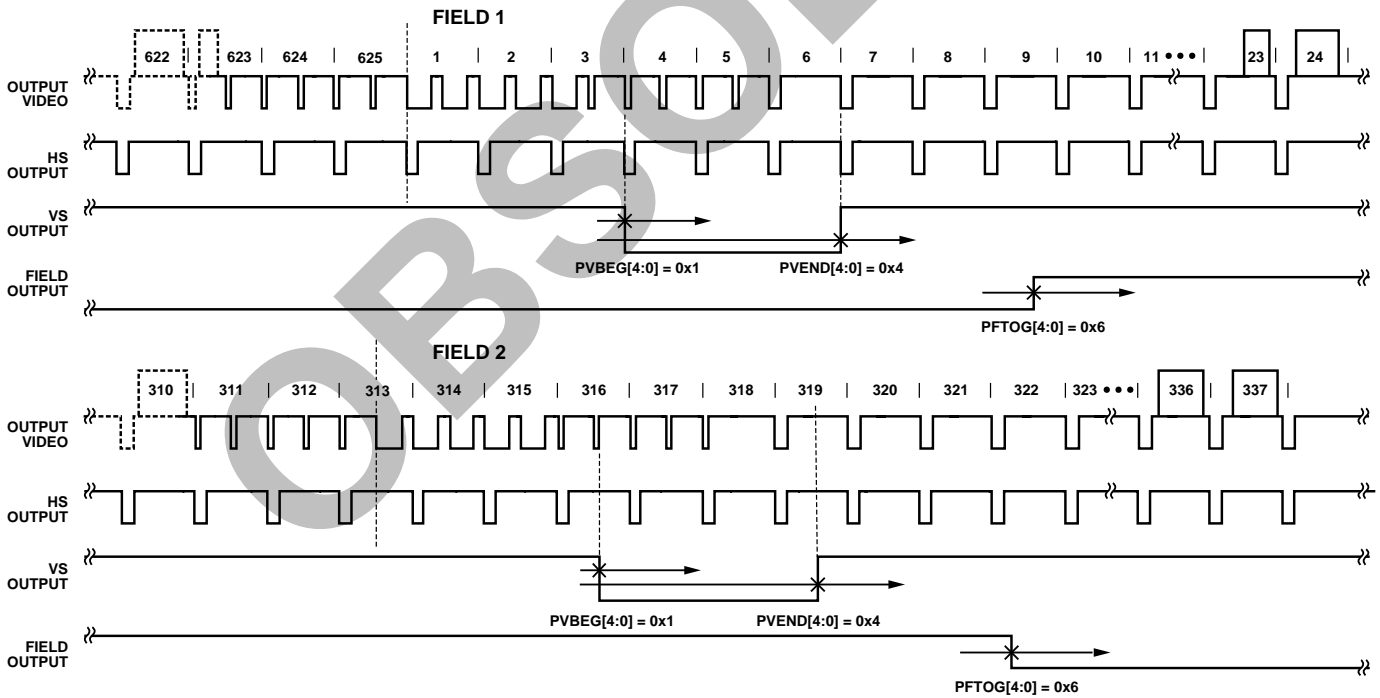 FIELD 1
622 623 624 625 1 2 3 4 5 6 7 8 9 10 11 ••• 23 24
OUTPUT
VIDEO
HS
OUTPUT
VS
OUTPUT
PVBEG[4:0] = 0x1 PVEND[4:0] = 0x4
FIELD
OUTPUT
PFTOG[4:0] = 0x6
FIELD 2
310 311 312 313 314 315 316 317 318 319 320 321 322 323 ••• 336 337
OUTPUT
VIDEO
HS
OUTPUT
VS
OUTPUT
PVBEG[4:0] = 0x1 PVEND[4:0] = 0x4
FIELD
OUTPUT
PFTOG[4:0] = 0x6
OBSOL